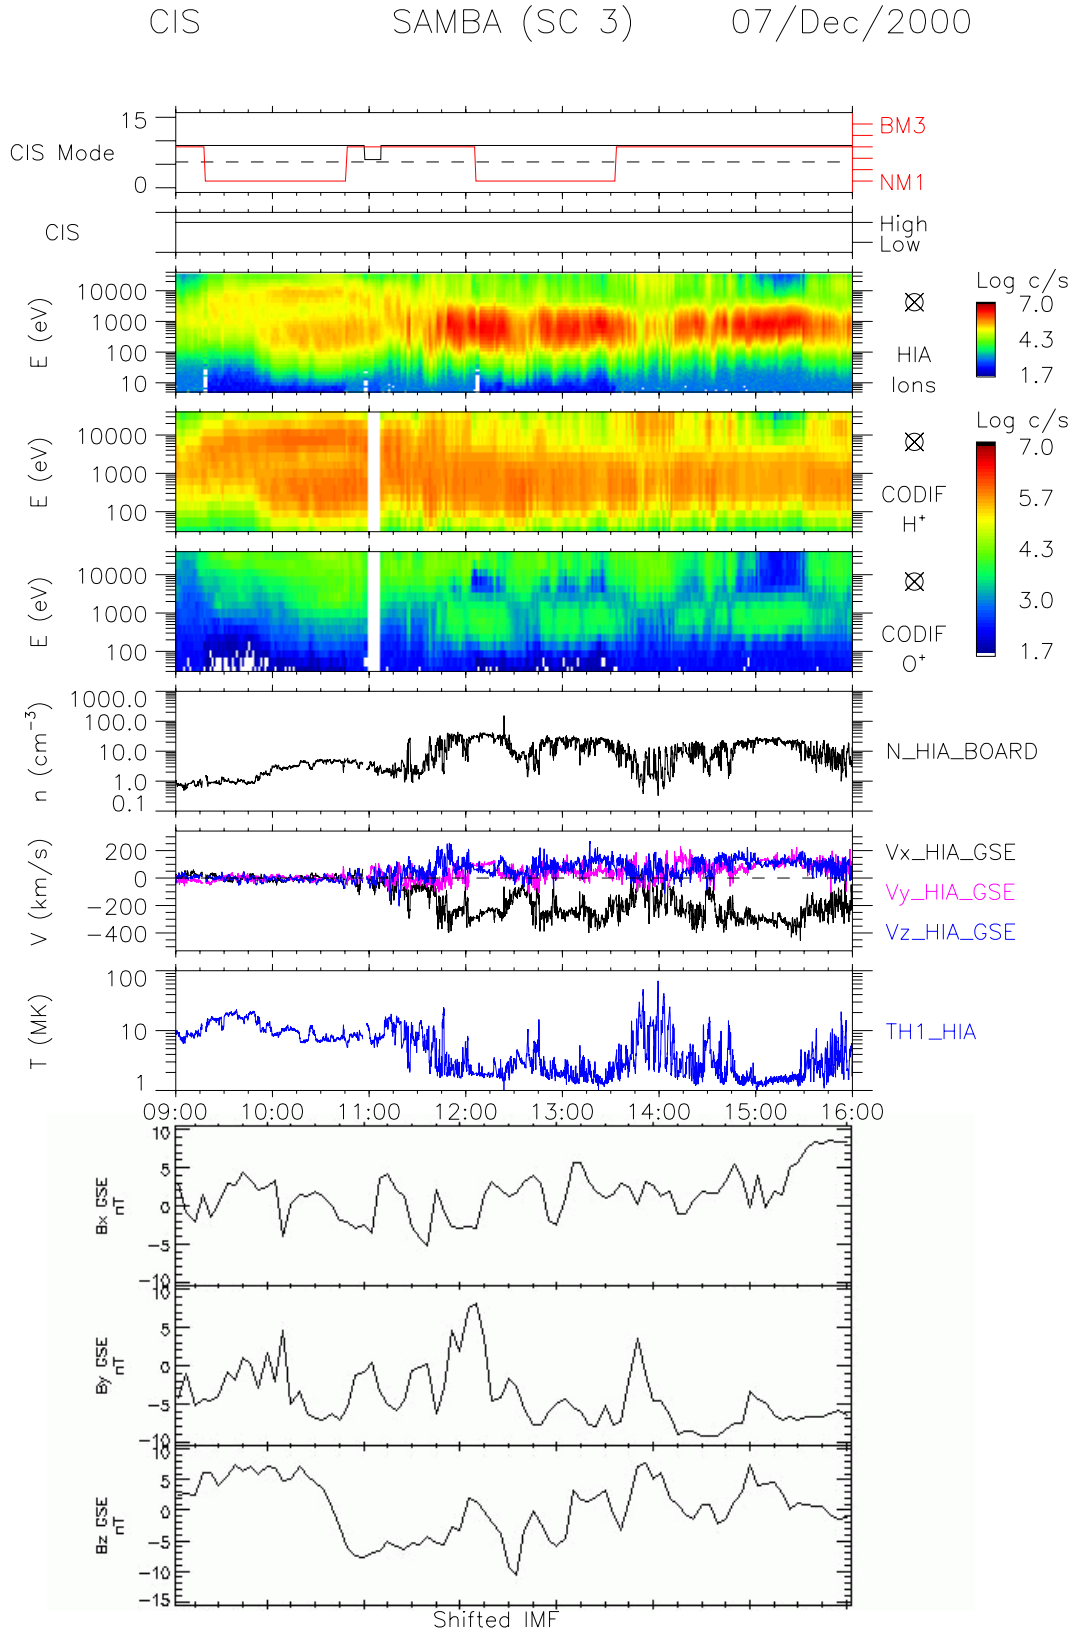 CIS SAMBA (SC 3) 07/Dec/2000
15
CIS Mode
0
BM3
NM1
CIS
High
Low
10000
1000
100
10
E (eV)
HIA
Ions
Log c/s
7.0
4.3
1.7
10000
1000
100
E (eV)
CODIF
H+
Log c/s
7.0
5.7
4.3
3.0
1.7
10000
1000
100
E (eV)
CODIF
O+
1000.0
100.0
10.0
1.0
0.1
n (cm⁻³)
N_HIA_BOARD
200
0
-200
-400
V (km/s)
Vx_HIA_GSE
Vy_HIA_GSE
Vz_HIA_GSE
100
10
1
T (MK)
TH1_HIA
09:00 10:00 11:00 12:00 13:00 14:00 15:00 16:00
10
5
0
-5
-10
Bx GSE
nT
10
5
0
-5
-10
By GSE
nT
10
5
0
-5
-10
-15
Bz GSE
nT
Shifted IMF